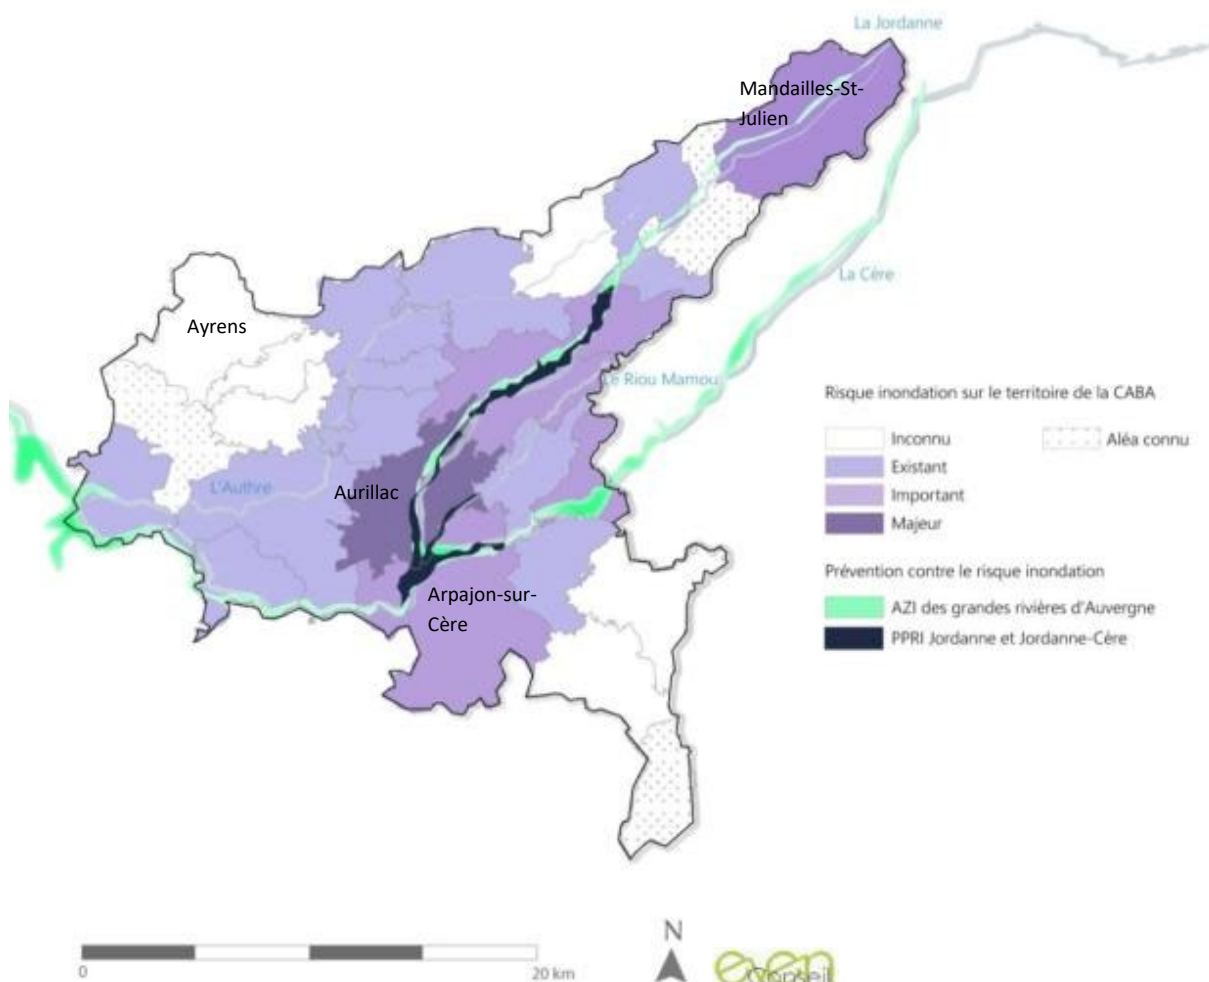 La Jordanne
Mandailles-St-
Julien
La Cère
Ayrens
Le Riou Mamou
L'Authre
Aurillac
Arpajon-sur-
Cère
Risque inondation sur le territoire de la CABA
Inconnu
Aléa connu
Existant
Important
Majeur
Prévention contre le risque inondation
AZI des grandes rivières d'Auvergne
PPRI Jordanne et Jordanne-Cère
0
20 km
N
even
Conseil